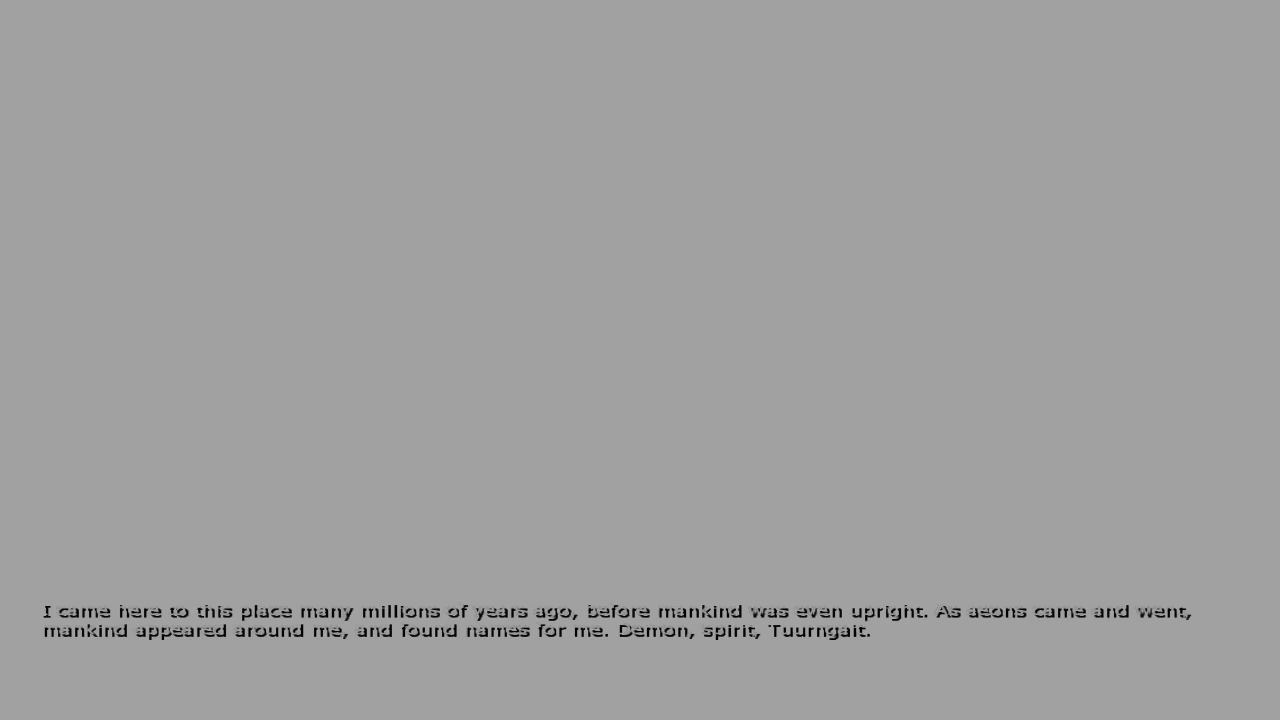 I came here to this place many millions of years ago, before mankind was even upright. As aeons came and went,
mankind appeared around me, and found names for me. Demon, spirit, Tuurngait.